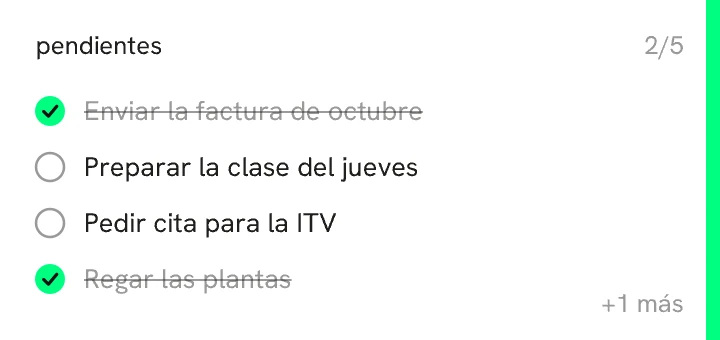 pendientes
2/5
Enviar la factura de octubre
Preparar la clase del jueves
Pedir cita para la ITV
Regar las plantas
+1 más